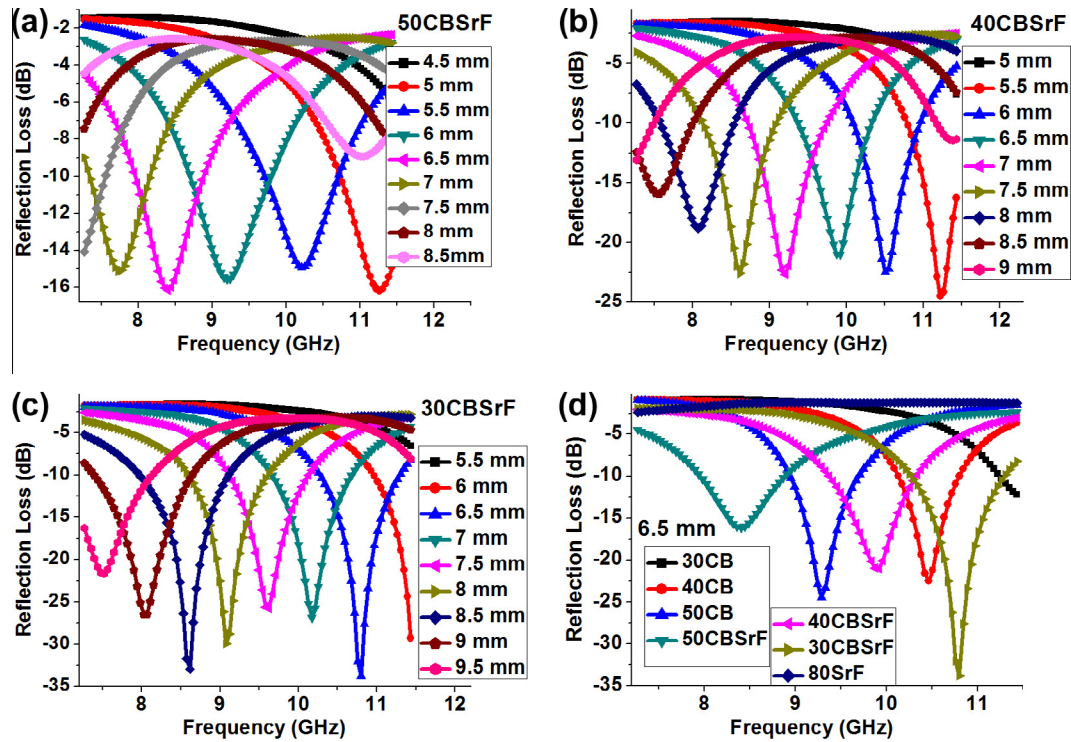 (a)
50CBSrF
Reflection Loss (dB)
-2
-4
-6
-8
-10
-12
-14
-16
8
9
10
11
12
Frequency (GHz)
4.5 mm
5 mm
5.5 mm
6 mm
6.5 mm
7 mm
7.5 mm
8 mm
8.5mm
(b)
40CBSrF
Reflection Loss (dB)
-5
-10
-15
-20
-25
8
9
10
11
12
Frequency (GHz)
5 mm
5.5 mm
6 mm
6.5 mm
7 mm
7.5 mm
8 mm
8.5 mm
9 mm
(c)
30CBSrF
Reflection Loss (dB)
-5
-10
-15
-20
-25
-30
-35
8
9
10
11
12
Frequency (GHz)
5.5 mm
6 mm
6.5 mm
7 mm
7.5 mm
8 mm
8.5 mm
9 mm
9.5 mm
(d)
Reflection Loss (dB)
-5
-10
-15
-20
-25
-30
-35
8
9
10
11
Frequency (GHz)
6.5 mm
30CB
40CB
50CB
50CBSrF
40CBSrF
30CBSrF
80SrF